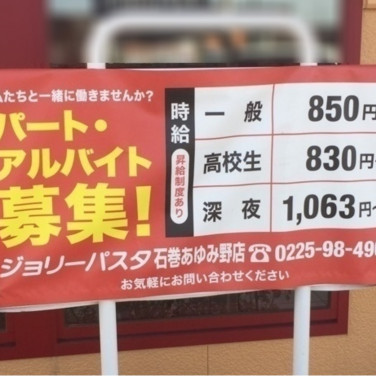 たちと一緒に働きませんか?
パート・
アルバイト
募集!
時給
昇給制度あり
一般 850円
高校生 830円
深夜 1,063円~
ジョリーパスタ 石巻あゆみ野店 ☎ 0225-98-49
お気軽にお問い合わせください